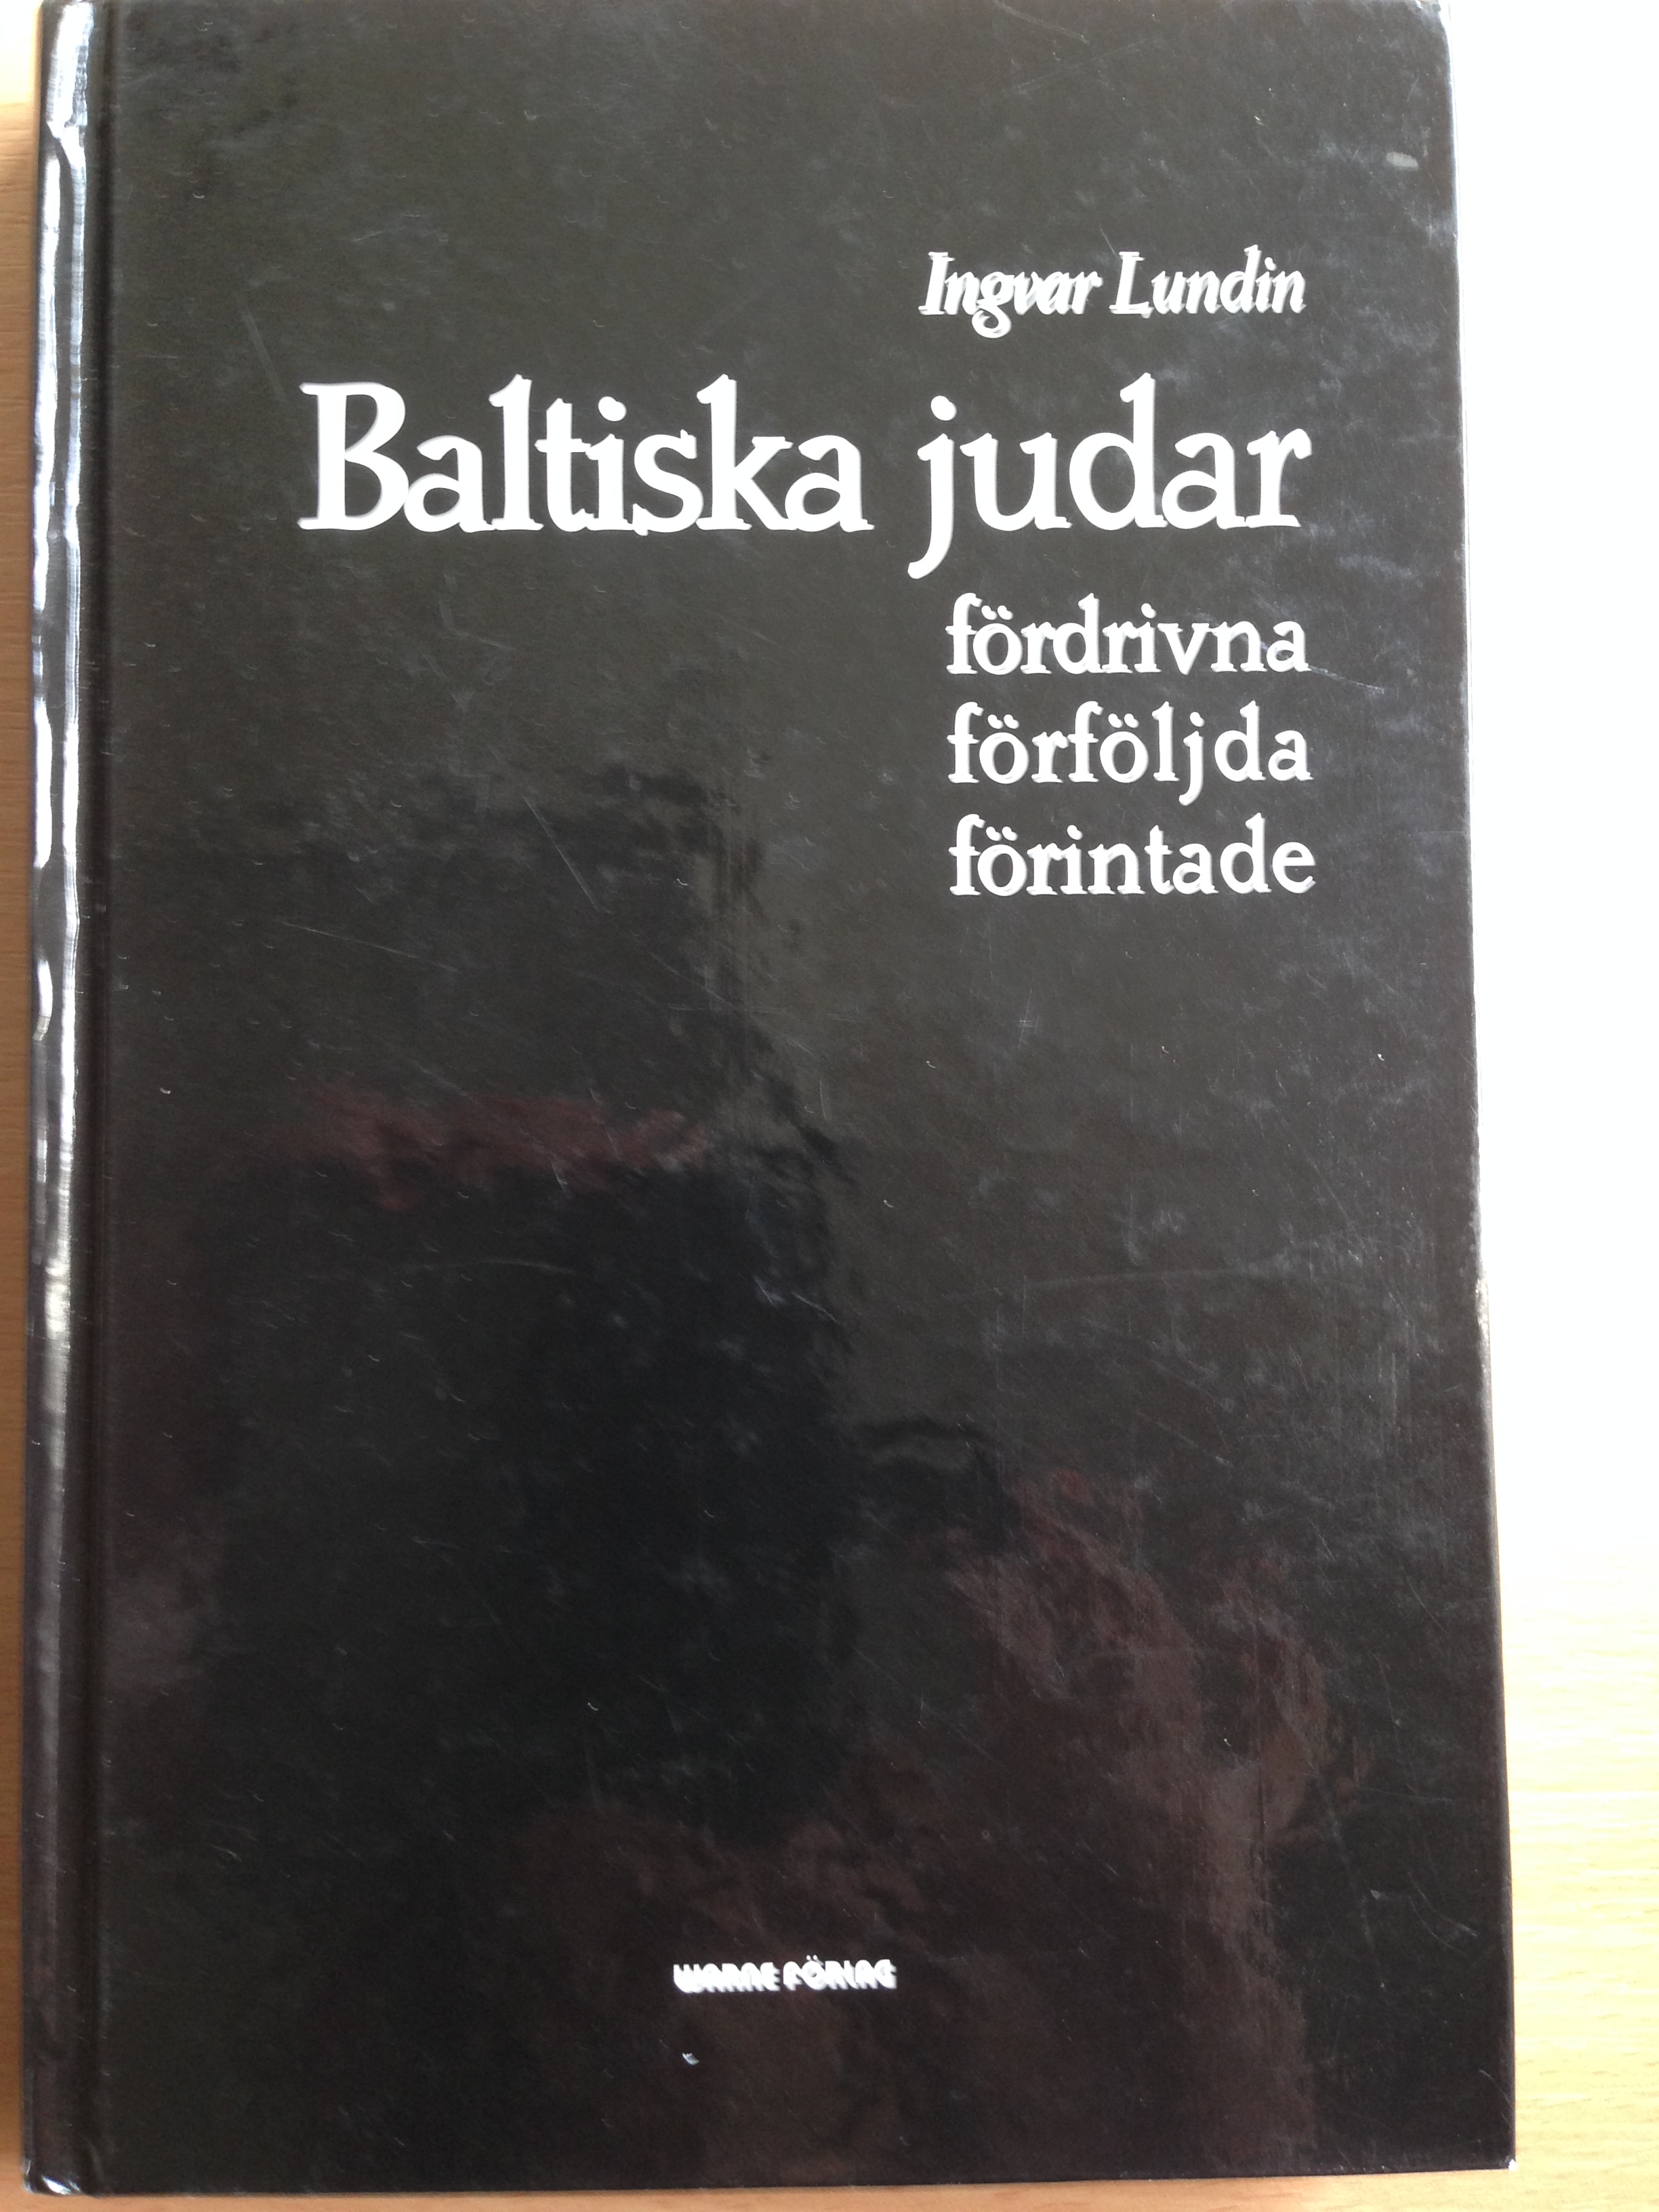 Ingvar Lundin
Baltiska judar
fördrivna
förföljda
förintade
WARNE FÖRLAG